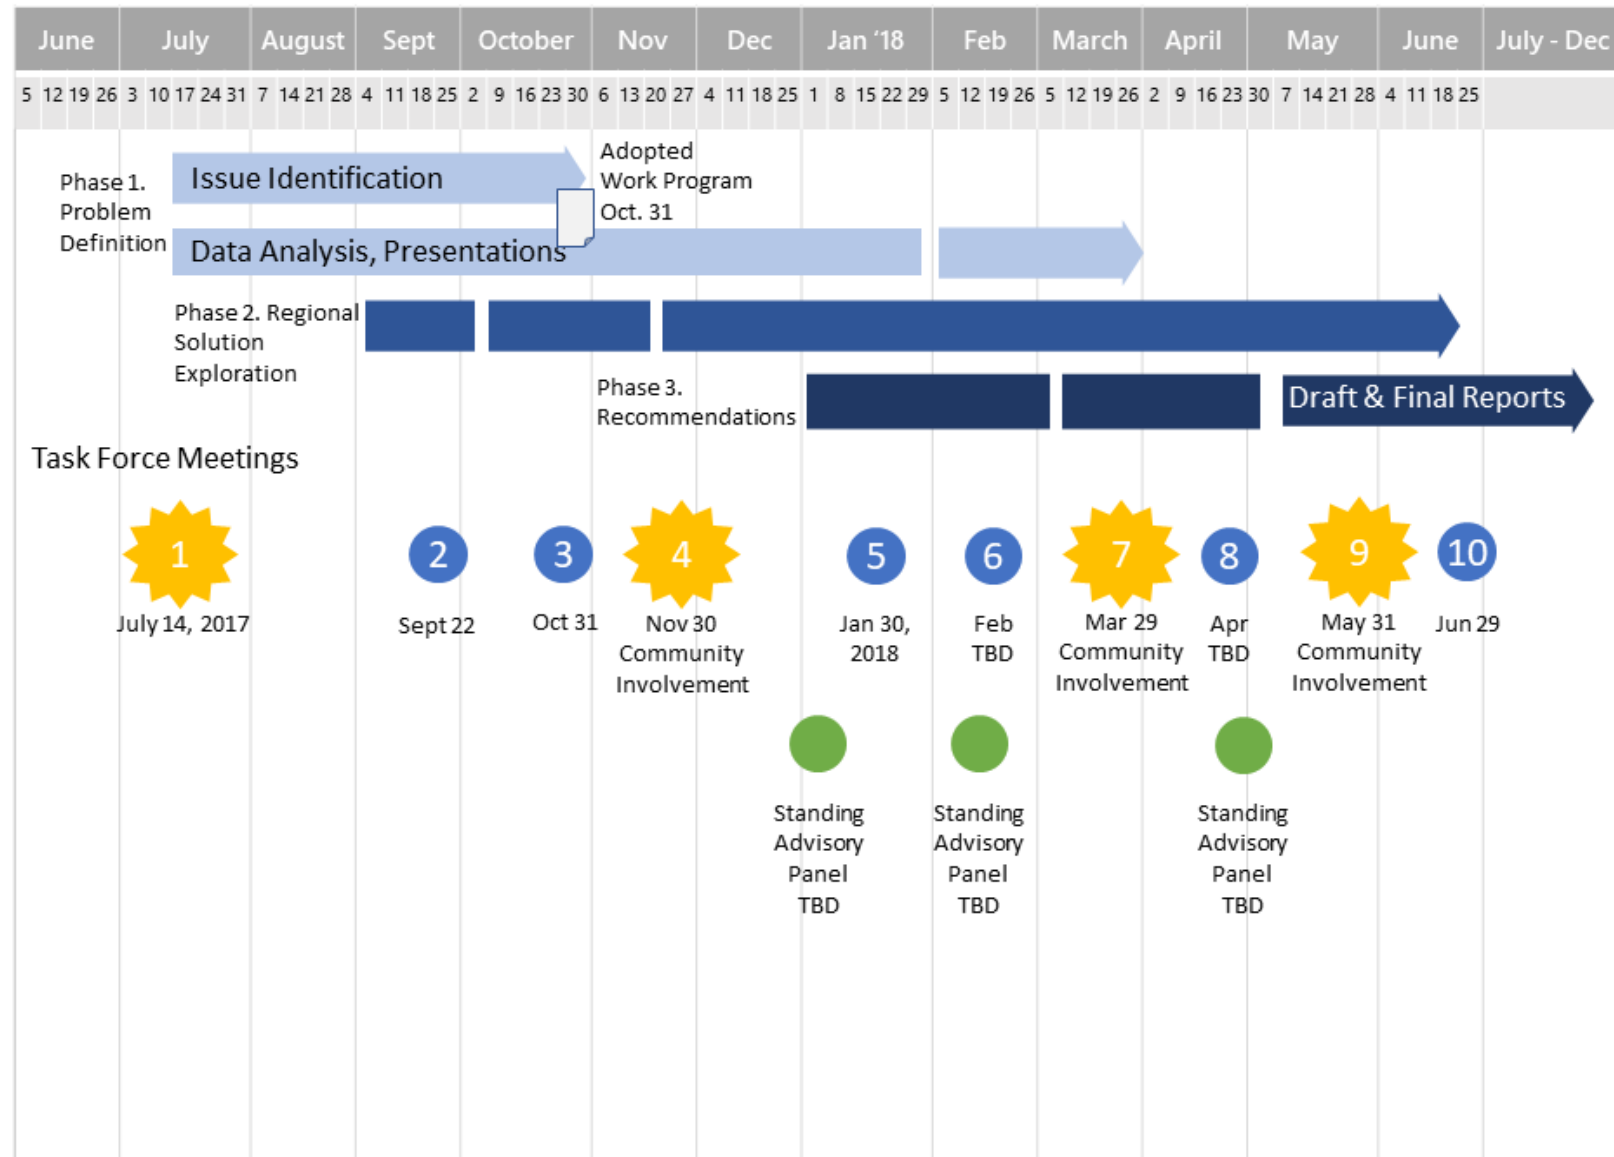 June July August Sept October Nov Dec Jan ‘18 Feb March April May June July - Dec
5 12 19 26 3 10 17 24 31 7 14 21 28 4 11 18 25 2 9 16 23 30 6 13 20 27 4 11 18 25 1 8 15 22 29 5 12 19 26 5 12 19 26 2 9 16 23 30 7 14 21 28 4 11 18 25
Phase 1.
Problem
Definition
Issue Identification
Adopted
Work Program
Oct. 31
Data Analysis, Presentations
Phase 2. Regional
Solution
Exploration
Phase 3.
Recommendations
Draft & Final Reports
Task Force Meetings
1
July 14, 2017
2
Sept 22
3
Oct 31
4
Nov 30
Community
Involvement
5
Jan 30,
2018
6
Feb
TBD
7
Mar 29
Community
Involvement
8
Apr
TBD
9
May 31
Community
Involvement
10
Jun 29
Standing
Advisory
Panel
TBD
Standing
Advisory
Panel
TBD
Standing
Advisory
Panel
TBD